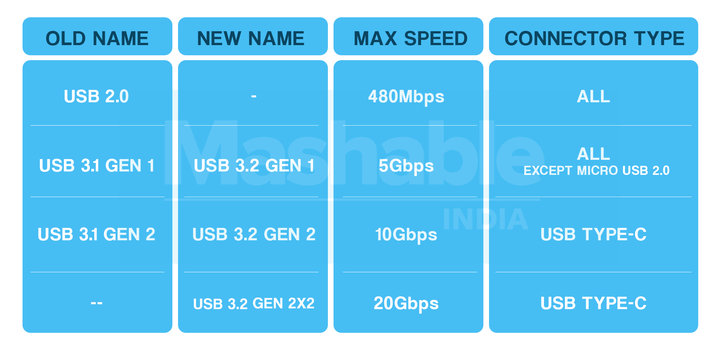 OLD NAME NEW NAME MAX SPEED CONNECTOR TYPE
USB 2.0 - 480Mbps ALL
USB 3.1 GEN 1 USB 3.2 GEN 1 5Gbps ALL
EXCEPT MICRO USB 2.0
USB 3.1 GEN 2 USB 3.2 GEN 2 10Gbps USB TYPE-C
-- USB 3.2 GEN 2X2 20Gbps USB TYPE-C
Mashable
INDIA